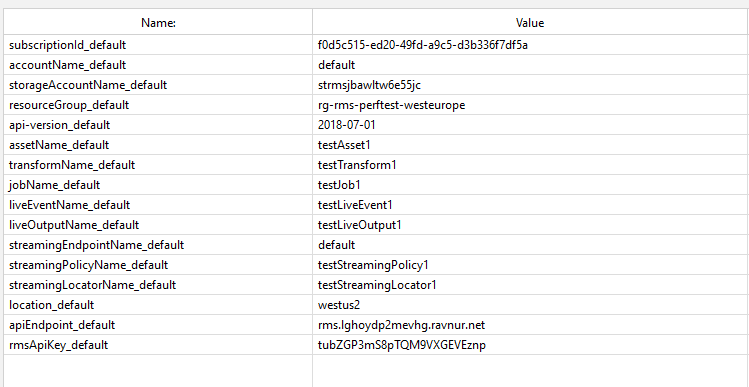 Name: Value
subscriptionId_default f0d5c515-ed20-49fd-a9c5-d3b336f7df5a
accountName_default default
storageAccountName_default strmsjbawltw6e55jc
resourceGroup_default rg-rms-perftest-westeurope
api-version_default 2018-07-01
assetName_default testAsset1
transformName_default testTransform1
jobName_default testJob1
liveEventName_default testLiveEvent1
liveOutputName_default testLiveOutput1
streamingEndpointName_default default
streamingPolicyName_default testStreamingPolicy1
streamingLocatorName_default testStreamingLocator1
location_default westus2
apiEndpoint_default rms.lghoydp2mevhg.ravnur.net
rmsApiKey_default tubZGP3mS8pTQM9VXGEVEznp